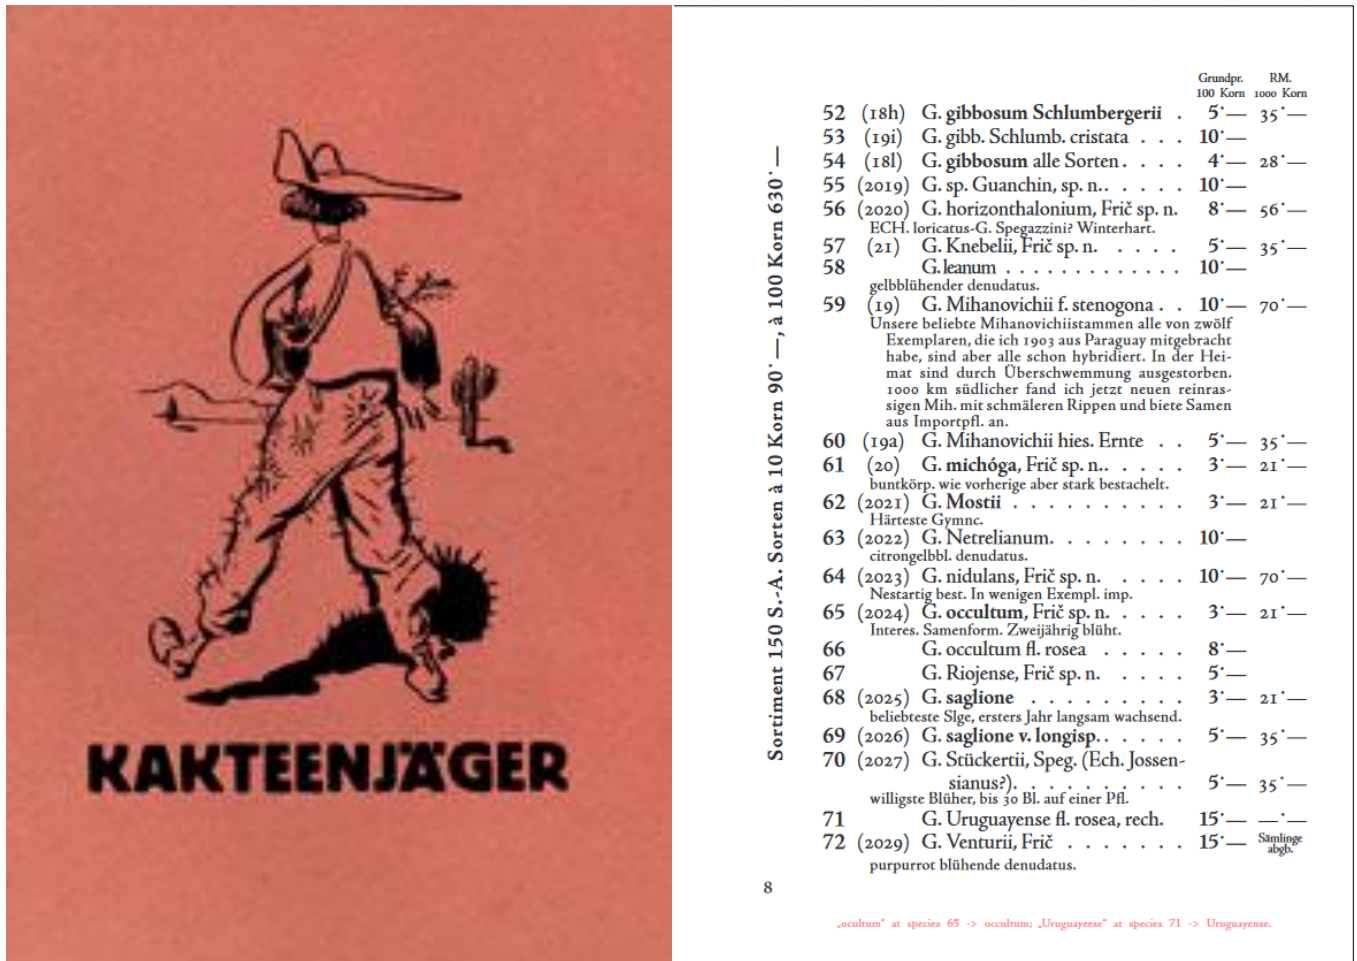 KAKTEENJÄGER
Grundpr. RM.
100 Korn 1000 Korn
52 (18h) G. gibbosum Schlumbergerii . 5·— 35·—
53 (19i) G. gibb. Schlumb. cristata . . . 10·—
54 (18l) G. gibbosum alle Sorten. . . . 4·— 28·—
55 (2019) G. sp. Guanchin, sp. n.. . . . . 10·—
56 (2020) G. horizonthalonium, Frič sp. n. 8·— 56·—
ECH. loricatus-G. Spegazzini? Winterhart.
57 (21) G. Knebelii, Frič sp. n. . . . . 5·— 35·—
58 G. leanum . . . . . . . . . . . . . 10·—
gelbblühender denudatus.
59 (19) G. Mihanovichii f. stenogona . . 10·— 70·—
Unsere beliebte Mihanovichiistammen alle von zwölf
Exemplaren, die ich 1903 aus Paraguay mitgebracht
habe, sind aber alle schon hybridiert. In der Hei-
mat sind durch Überschwemmung ausgestorben.
1000 km südlicher fand ich jetzt neuen reinras-
sigen Mih. mit schmäleren Rippen und biete Samen
aus Importpfl. an.
60 (19a) G. Mihanovichii hies. Ernte . . 5·— 35·—
61 (20) G. michóga, Frič sp. n.. . . . . 3·— 21·—
buntkörp. wie vorherige aber stark bestachelt.
62 (2021) G. Mostii . . . . . . . . . . 3·— 21·—
Härteste Gymnc.
63 (2022) G. Netrelianum. . . . . . . . 10·—
citrongelbbl. denudatus.
64 (2023) G. nidulans, Frič sp. n. . . . . 10·— 70·—
Nestartig best. In wenigen Exempl. imp.
65 (2024) G. occultum, Frič sp. n. . . . . 3·— 21·—
Interes. Samenform. Zweijährig blüht.
66 G. occultum fl. rosea . . . . . 8·—
67 G. Riojense, Frič sp. n. . . . . 5·—
68 (2025) G. saglione . . . . . . . . . 3·— 21·—
beliebteste Slge, ersters Jahr langsam wachsend.
69 (2026) G. saglione v. longisp.. . . . . 5·— 35·—
70 (2027) G. Stückertii, Speg. (Ech. Jossen-
sianus?). . . . . . . . . . 5·— 35·—
willigste Blüher, bis 30 Bl. auf einer Pfl.
71 G. Uruguayense fl. rosea, rech. 15·— —·—
72 (2029) G. Venturii, Frič . . . . . . . 15·— Sämlinge
abgb.
purpurrot blühende denudatus.
Sortiment 150 S.-A. Sorten à 10 Korn 90·—, à 100 Korn 630·—
8
„ocultum" at species 65 -> occultum; „Uruguayeese" at species 71 -> Uruguayense.